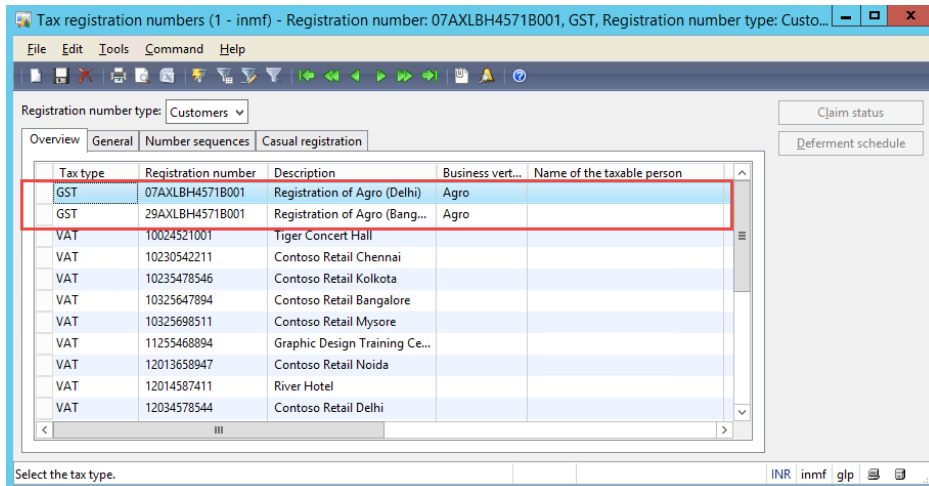 Tax registration numbers (1 - inmf) - Registration number: 07AXLBH4571B001, GST, Registration number type: Custo...
File Edit Tools Command Help
Registration number type: Customers
Claim status
Overview General Number sequences Casual registration
Deferment schedule
Tax type Registration number Description Business vert... Name of the taxable person
GST 07AXLBH4571B001 Registration of Agro (Delhi) Agro
GST 29AXLBH4571B001 Registration of Agro (Bang... Agro
VAT 10024521001 Tiger Concert Hall
VAT 10230542211 Contoso Retail Chennai
VAT 10235478546 Contoso Retail Kolkota
VAT 10325647894 Contoso Retail Bangalore
VAT 10325698511 Contoso Retail Mysore
VAT 11255468894 Graphic Design Training Ce...
VAT 12013658947 Contoso Retail Noida
VAT 12014587411 River Hotel
VAT 12034578544 Contoso Retail Delhi
Select the tax type. INR inmf glp